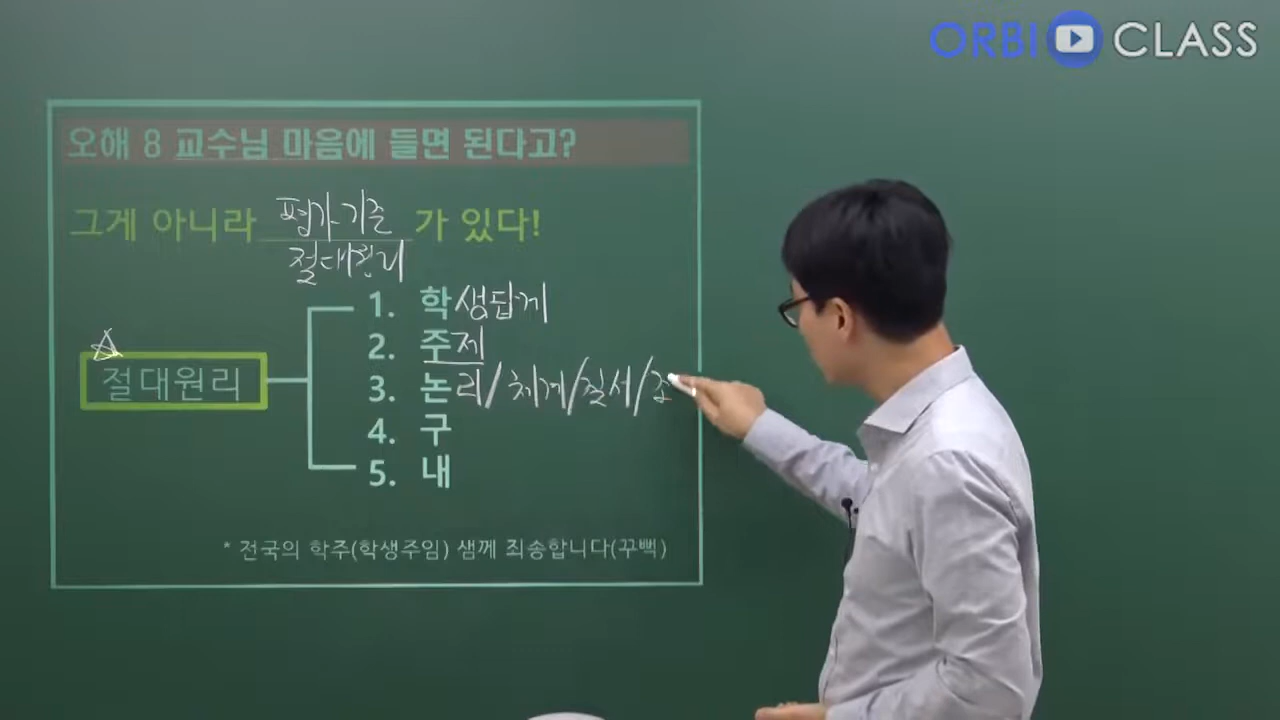 ORBI CLASS
오해 8 교수님 마음에 들면 된다고?
그게 아니라 평가기준 가 있다!
절대원리
1. 학생답게
2. 주제
절대원리
3. 논리/체계/질서/조
4. 구
5. 내
* 전국의 학주(학생주임) 샘께 죄송합니다(꾸뻑)